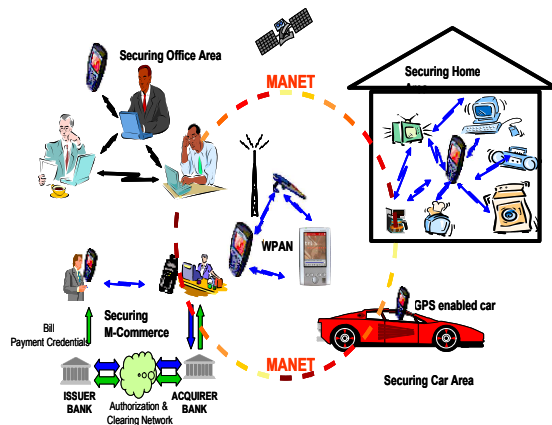 Securing Office Area
MANET
Securing Home
WPAN
GPS enabled car
Securing
M-Commerce
Bill
Payment Credentials
MANET
Securing Car Area
ISSUER
BANK
Authorization &
Clearing Network
ACQUIRER
BANK